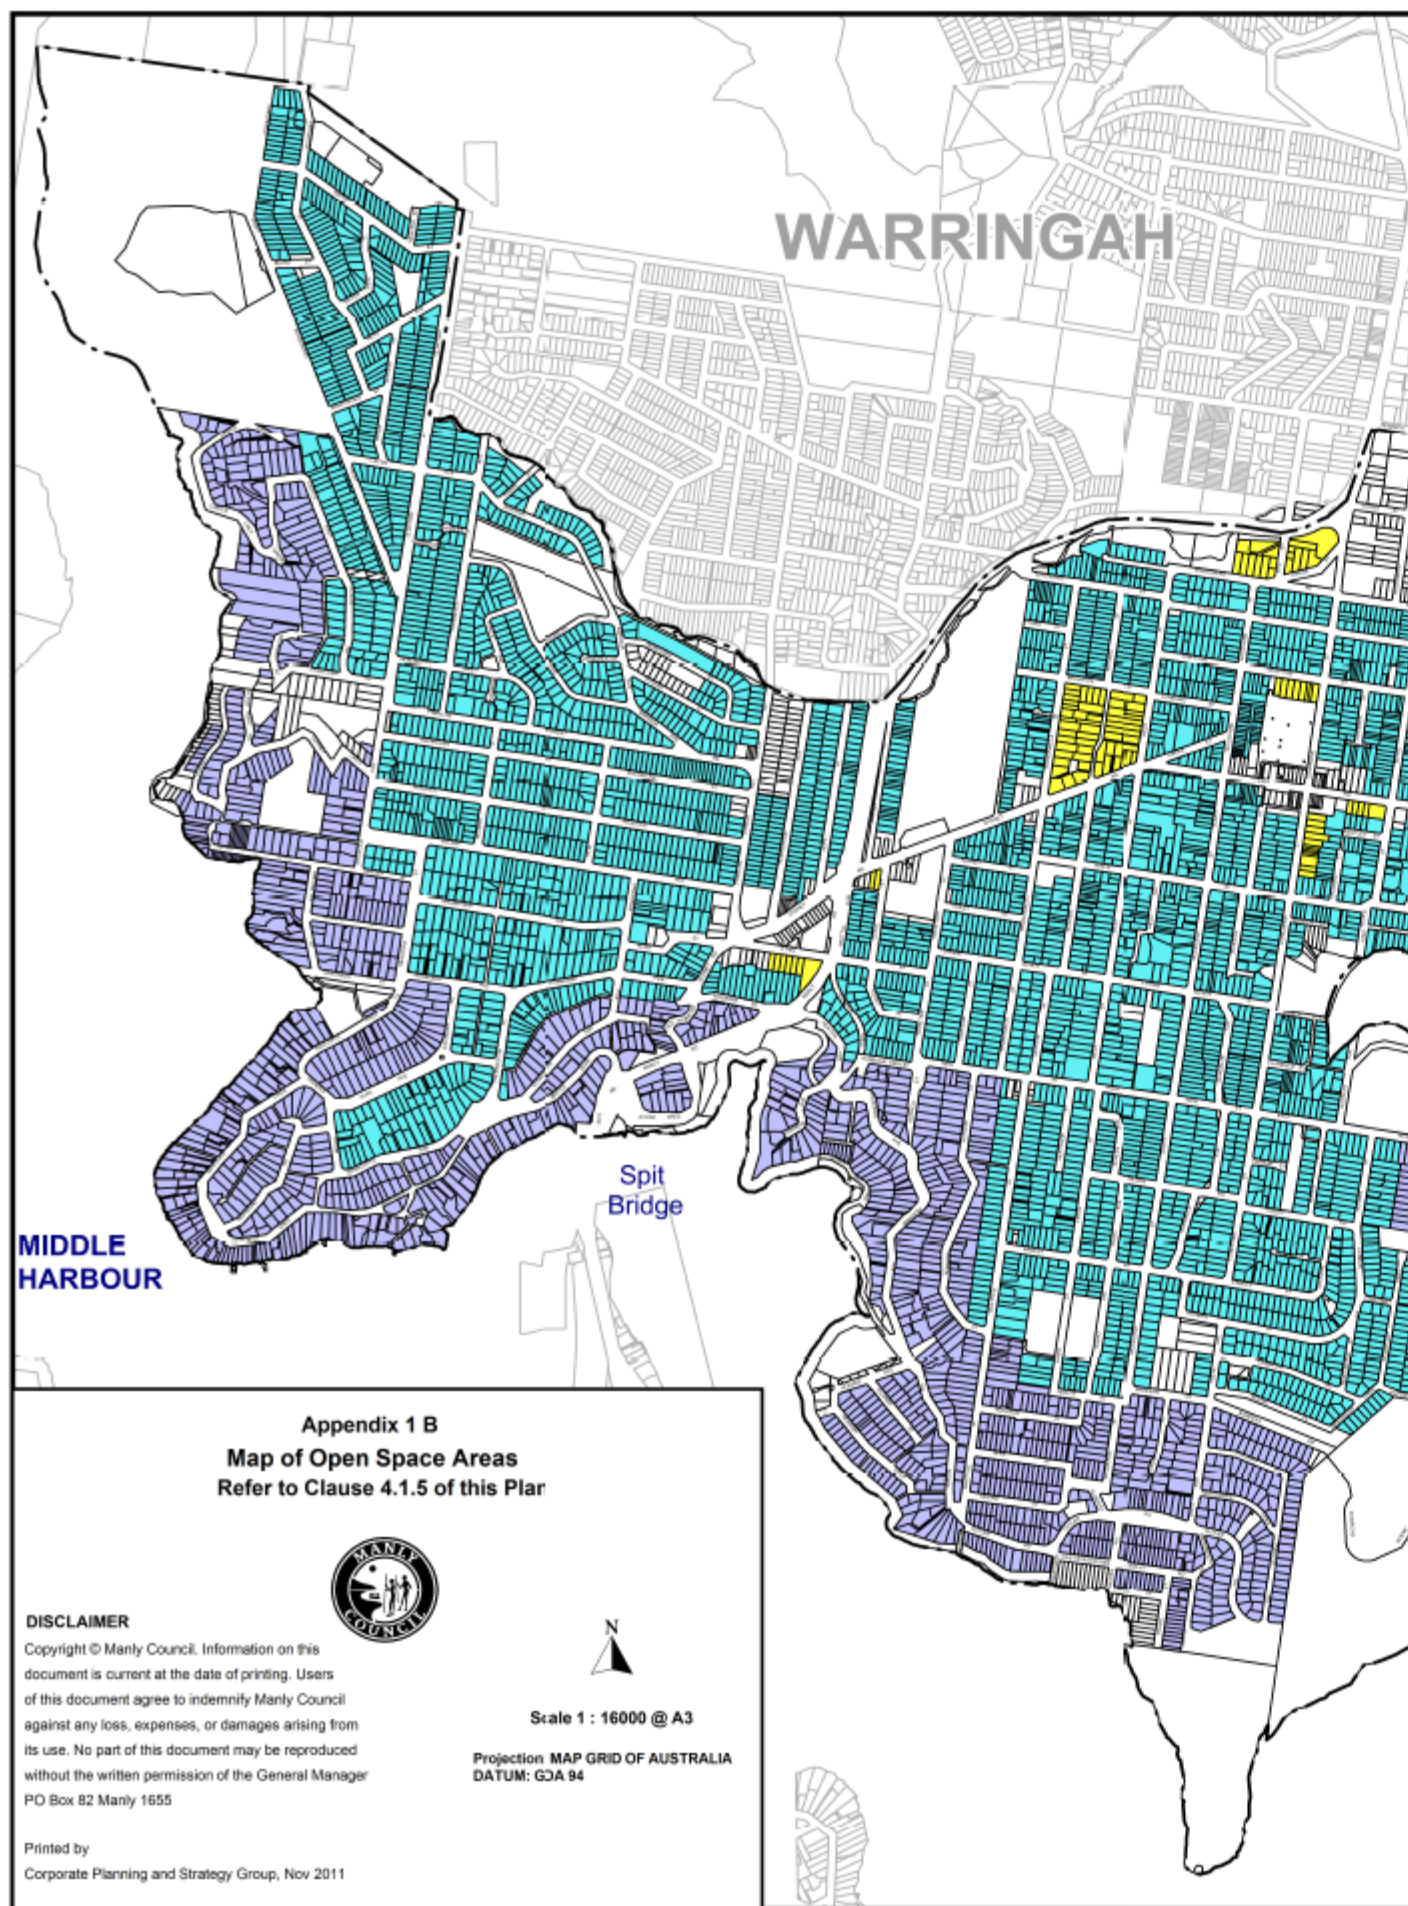 WARRINGAH
Spit
Bridge
MIDDLE
HARBOUR
Appendix 1 B
Map of Open Space Areas
Refer to Clause 4.1.5 of this Plan
MANLY
COUNCIL
DISCLAIMER
Copyright © Manly Council. Information on this
document is current at the date of printing. Users
of this document agree to indemnify Manly Council
against any loss, expenses, or damages arising from
its use. No part of this document may be reproduced
without the written permission of the General Manager
PO Box 82 Manly 1655
N
Scale 1 : 16000 @ A3
Projection MAP GRID OF AUSTRALIA
DATUM: GDA 94
Printed by
Corporate Planning and Strategy Group, Nov 2011